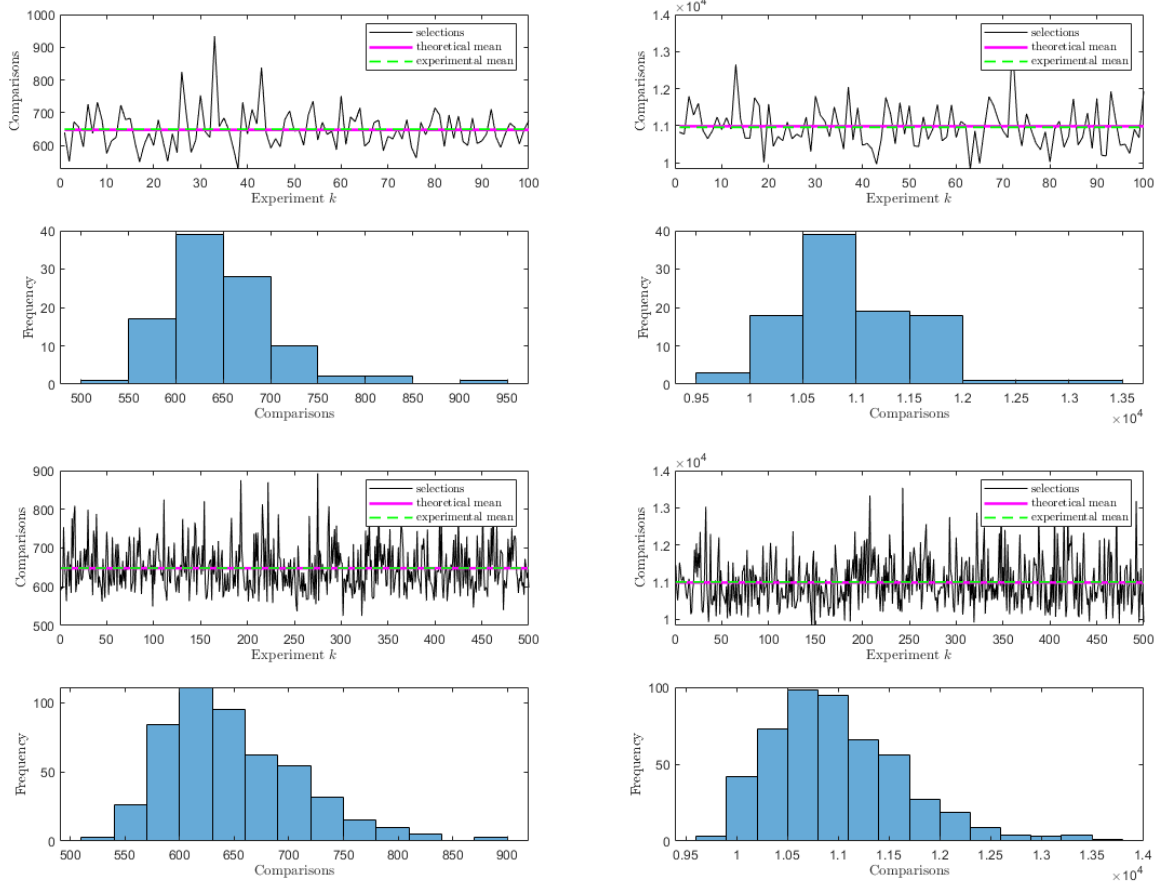 1000
900
800
700
600
Comparisons
selections
theoretical mean
experimental mean
0 10 20 30 40 50 60 70 80 90 100
Experiment k
×10⁴
1.4
1.3
1.2
1.1
1
Comparisons
selections
theoretical mean
experimental mean
0 10 20 30 40 50 60 70 80 90 100
Experiment k
40
30
20
10
0
Frequency
500 550 600 650 700 750 800 850 900 950
Comparisons
40
30
20
10
0
Frequency
0.95 1 1.05 1.1 1.15 1.2 1.25 1.3 1.35
Comparisons
×10⁴
900
800
700
600
500
Comparisons
selections
theoretical mean
experimental mean
0 50 100 150 200 250 300 350 400 450 500
Experiment k
×10⁴
1.4
1.3
1.2
1.1
1
Comparisons
selections
theoretical mean
experimental mean
0 50 100 150 200 250 300 350 400 450 500
Experiment k
100
50
0
Frequency
500 550 600 650 700 750 800 850 900
Comparisons
100
80
60
40
20
0
Frequency
0.95 1 1.05 1.1 1.15 1.2 1.25 1.3 1.35 1.4
Comparisons
×10⁴